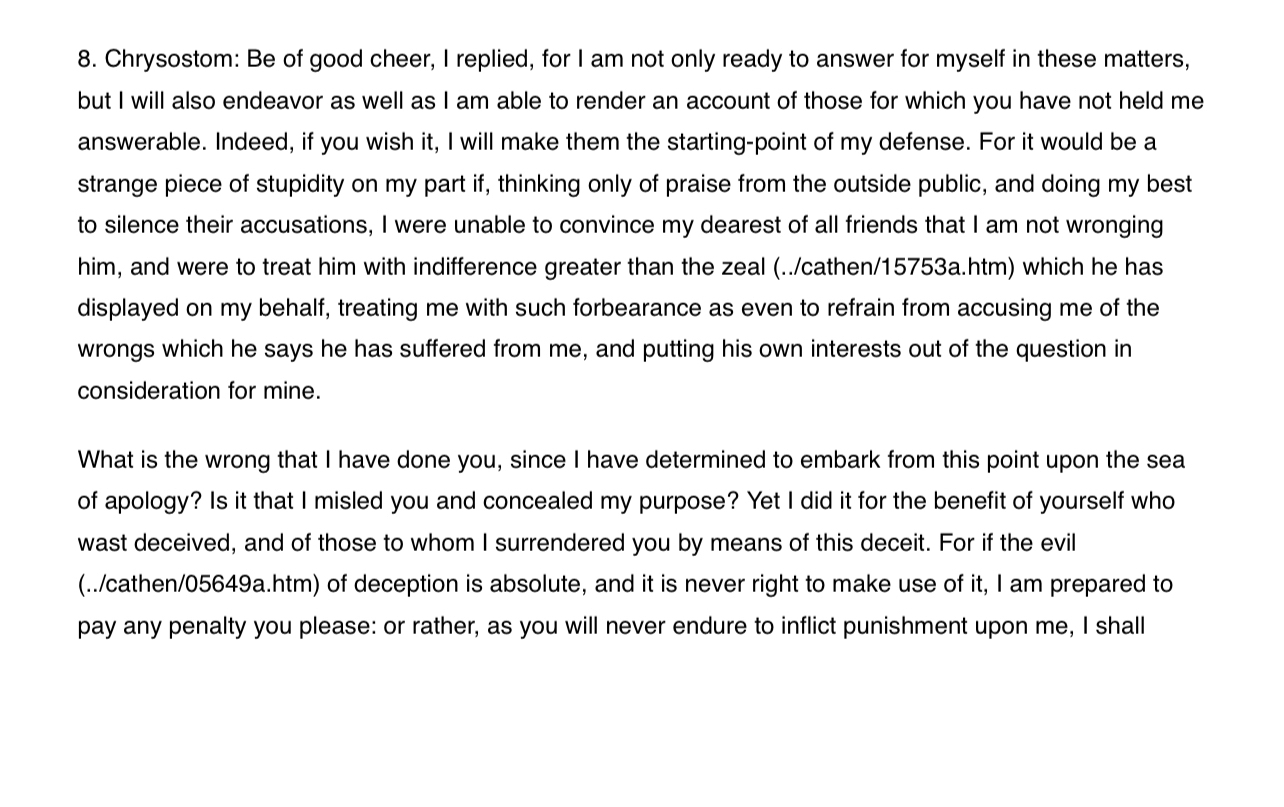 8. Chrysostom: Be of good cheer, I replied, for I am not only ready to answer for myself in these matters,
but I will also endeavor as well as I am able to render an account of those for which you have not held me
answerable. Indeed, if you wish it, I will make them the starting-point of my defense. For it would be a
strange piece of stupidity on my part if, thinking only of praise from the outside public, and doing my best
to silence their accusations, I were unable to convince my dearest of all friends that I am not wronging
him, and were to treat him with indifference greater than the zeal (../cathen/15753a.htm) which he has
displayed on my behalf, treating me with such forbearance as even to refrain from accusing me of the
wrongs which he says he has suffered from me, and putting his own interests out of the question in
consideration for mine.
What is the wrong that I have done you, since I have determined to embark from this point upon the sea
of apology? Is it that I misled you and concealed my purpose? Yet I did it for the benefit of yourself who
wast deceived, and of those to whom I surrendered you by means of this deceit. For if the evil
(../cathen/05649a.htm) of deception is absolute, and it is never right to make use of it, I am prepared to
pay any penalty you please: or rather, as you will never endure to inflict punishment upon me, I shall